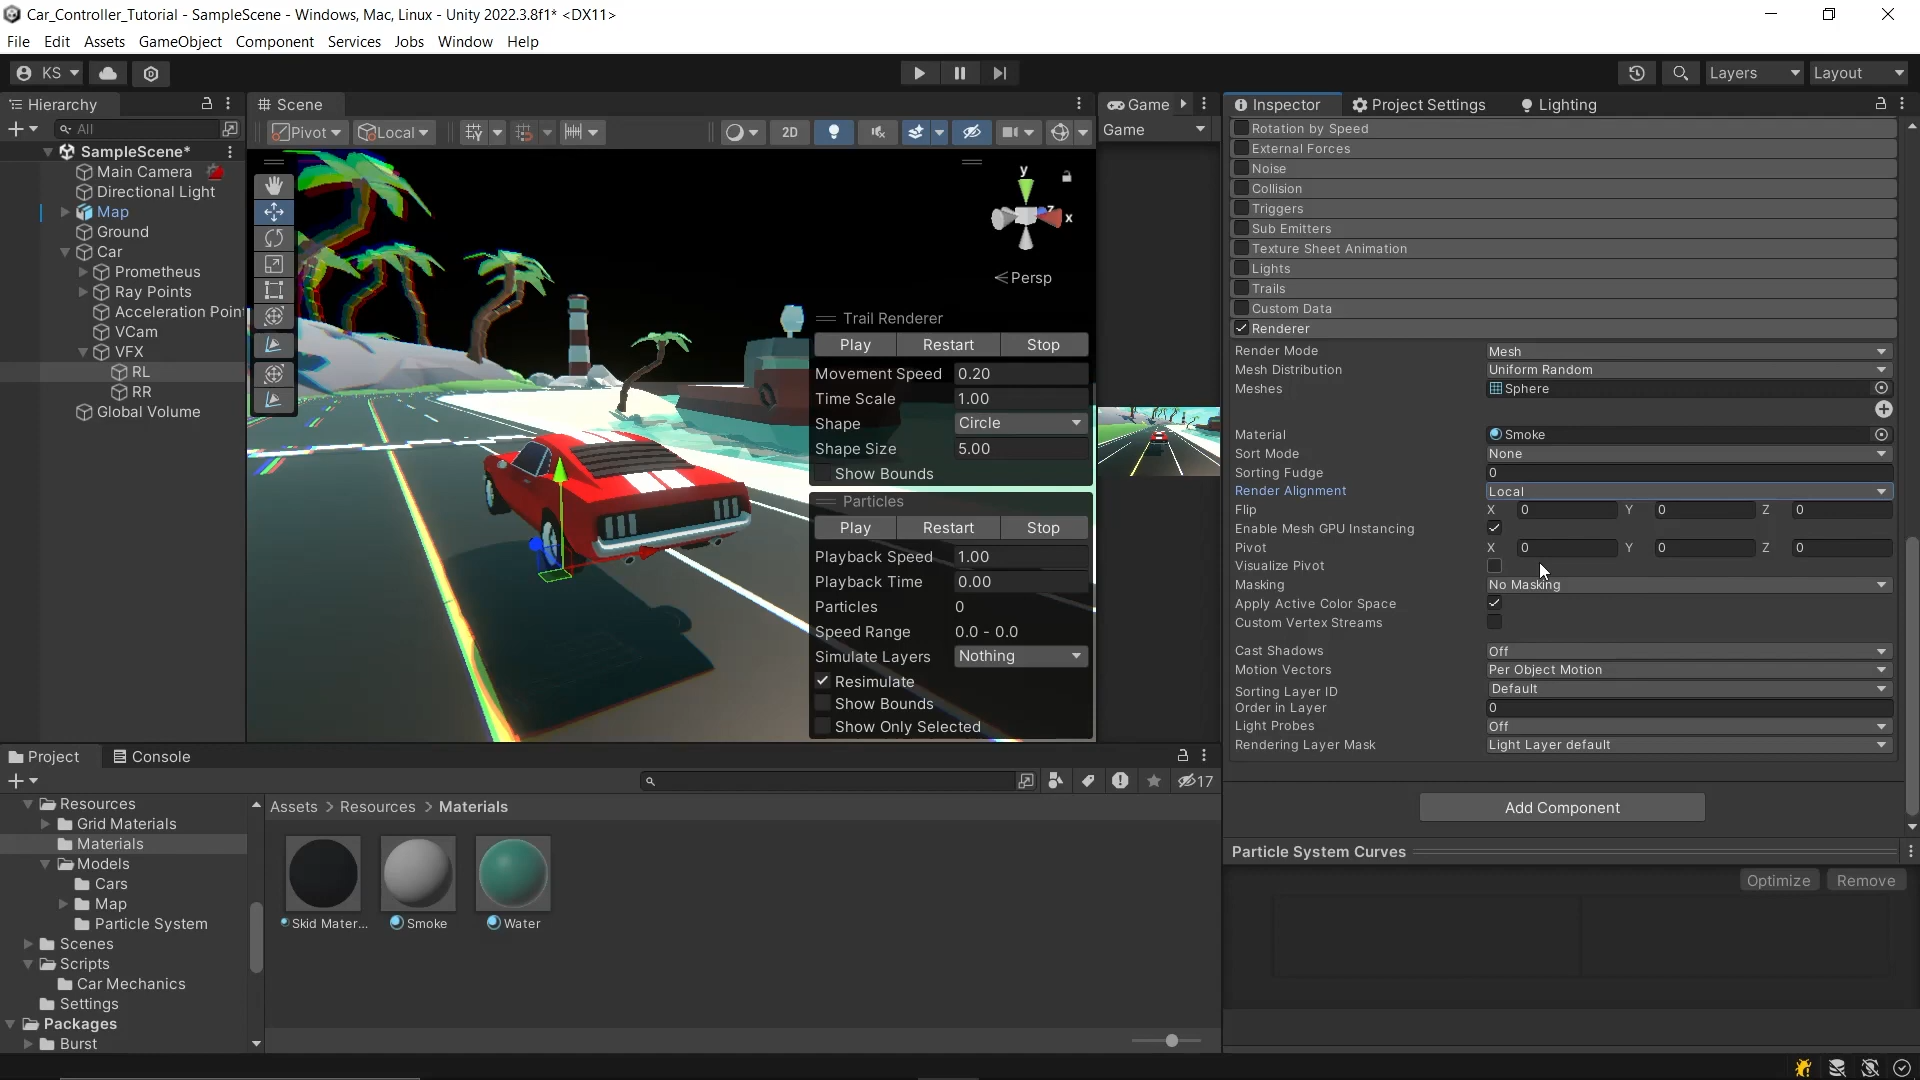 Car_Controller_Tutorial - SampleScene - Windows, Mac, Linux - Unity 2022.3.8f1* <DX11>
File Edit Assets GameObject Component Services Jobs Window Help
KS Layers Layout
Hierarchy
All
SampleScene*
Main Camera
Directional Light
Map
Ground
Car
Prometheus
Ray Points
Acceleration Poin
VCam
VFX
RL
RR
Global Volume
Scene
Pivot Local 2D
y
x
z
Persp
Trail Renderer
Play Restart Stop
Movement Speed 0.20
Time Scale 1.00
Shape Circle
Shape Size 5.00
Show Bounds
Particles
Play Restart Stop
Playback Speed 1.00
Playback Time 0.00
Particles 0
Speed Range 0.0 - 0.0
Simulate Layers Nothing
Resimulate
Show Bounds
Show Only Selected
Game
Game
Inspector Project Settings Lighting
Rotation by Speed
External Forces
Noise
Collision
Triggers
Sub Emitters
Texture Sheet Animation
Lights
Trails
Custom Data
Renderer
Render Mode Mesh
Mesh Distribution Uniform Random
Meshes Sphere
Material Smoke
Sort Mode None
Sorting Fudge 0
Render Alignment Local
Flip X 0 Y 0 Z 0
Enable Mesh GPU Instancing
Pivot X 0 Y 0 Z 0
Visualize Pivot
Masking No Masking
Apply Active Color Space
Custom Vertex Streams
Cast Shadows Off
Motion Vectors Per Object Motion
Sorting Layer ID Default
Order in Layer 0
Light Probes Off
Rendering Layer Mask Light Layer default
Add Component
Particle System Curves
Optimize Remove
Project Console
17
Resources
Grid Materials
Materials
Models
Cars
Map
Particle System
Scenes
Scripts
Car Mechanics
Settings
Packages
Burst
Assets > Resources > Materials
Skid Mater... Smoke Water